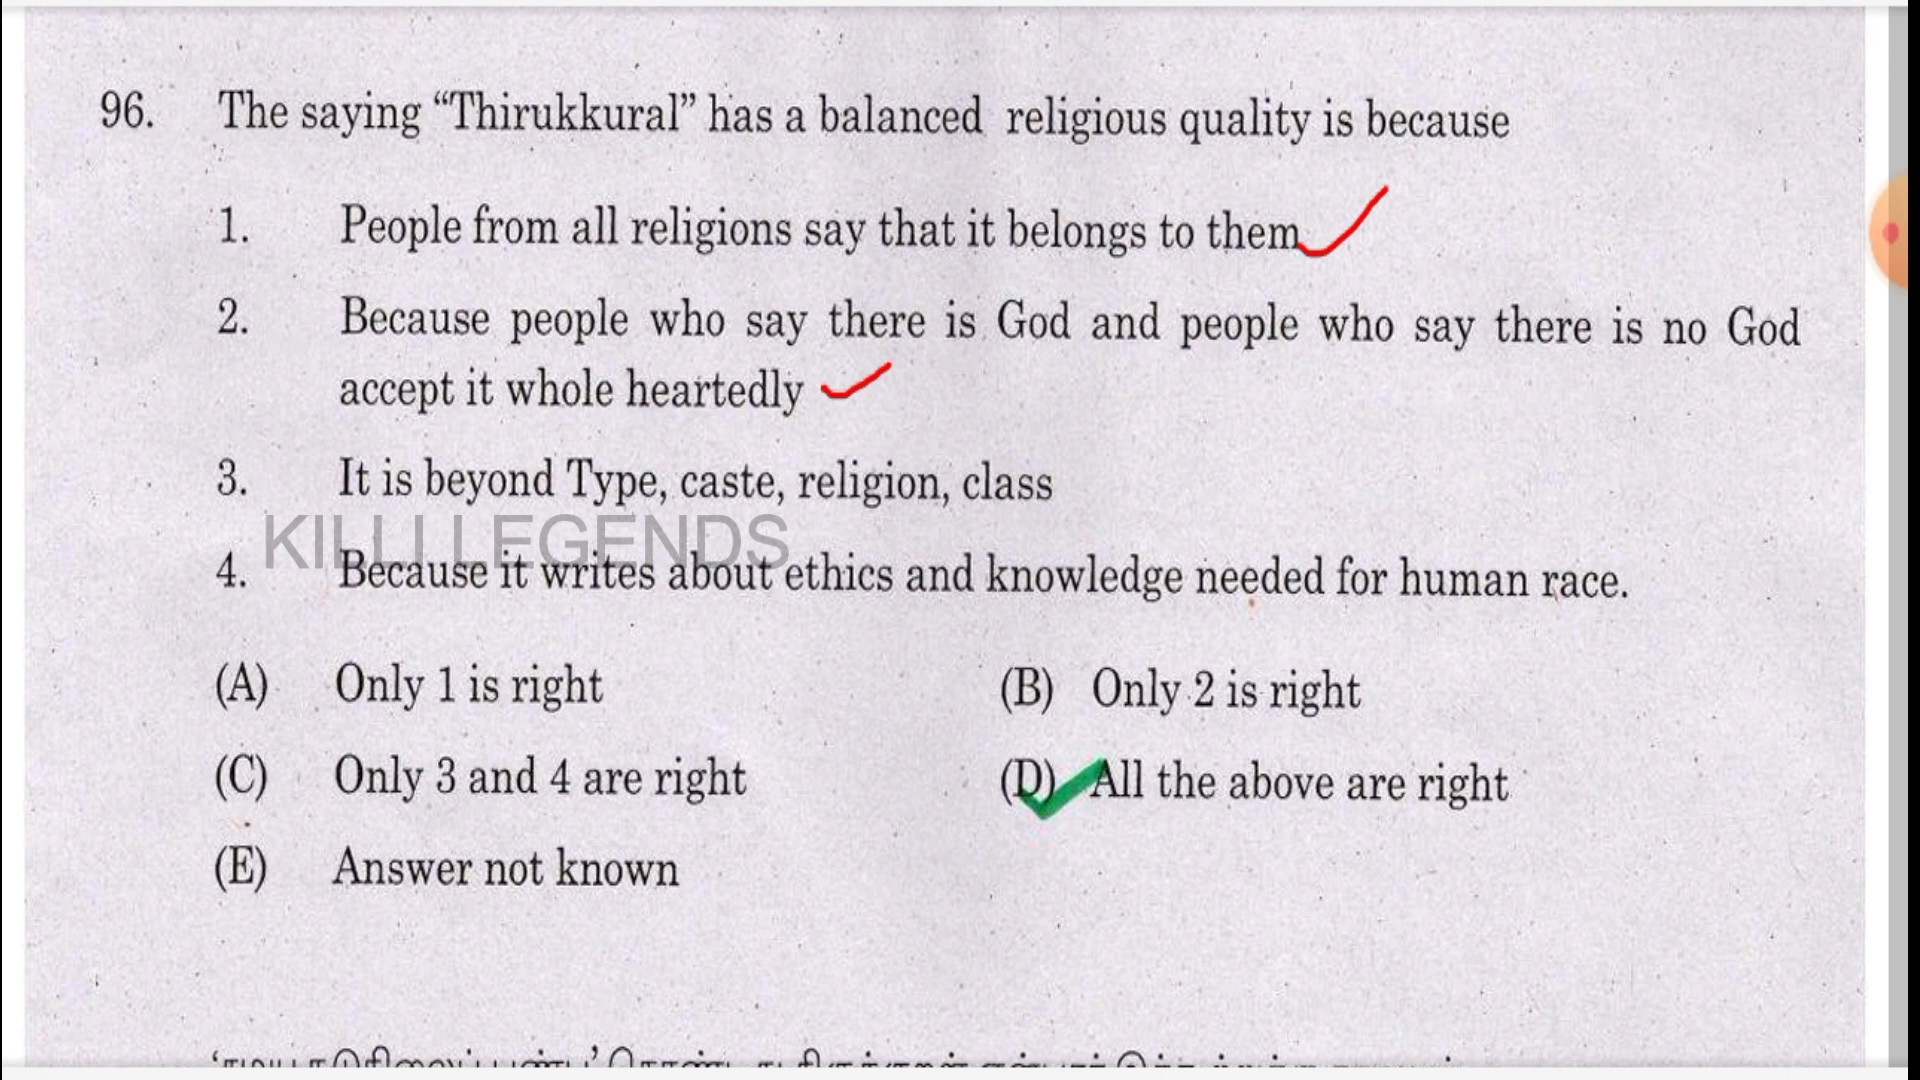 96. The saying “Thirukkural” has a balanced religious quality is because
1. People from all religions say that it belongs to them
2. Because people who say there is God and people who say there is no God
accept it whole heartedly
3. It is beyond Type, caste, religion, class
KILLI LEGENDS
4. Because it writes about ethics and knowledge needed for human race.
(A) Only 1 is right (B) Only 2 is right
(C) Only 3 and 4 are right (D) All the above are right
(E) Answer not known